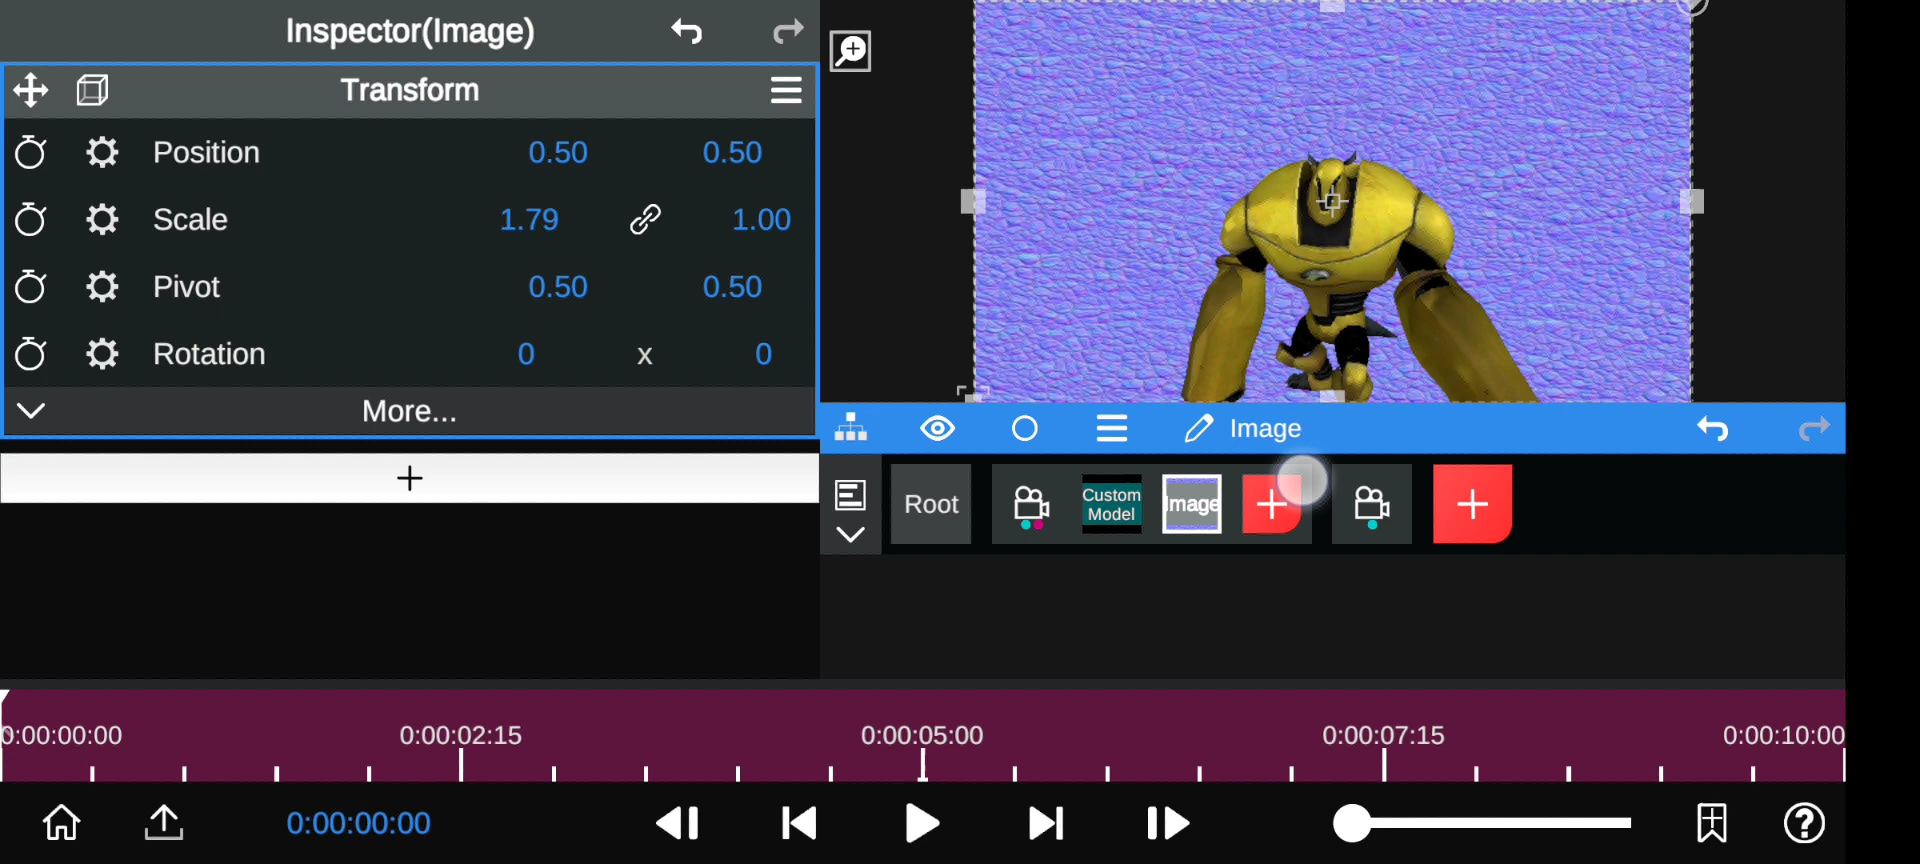 Inspector(Image)
Transform
Position 0.50 0.50
Scale 1.79 1.00
Pivot 0.50 0.50
Rotation 0 x 0
More...
+
Image
Root
Custom
Model
Image
0:00:00:00 0:00:02:15 0:00:05:00 0:00:07:15 0:00:10:00
0:00:00:00